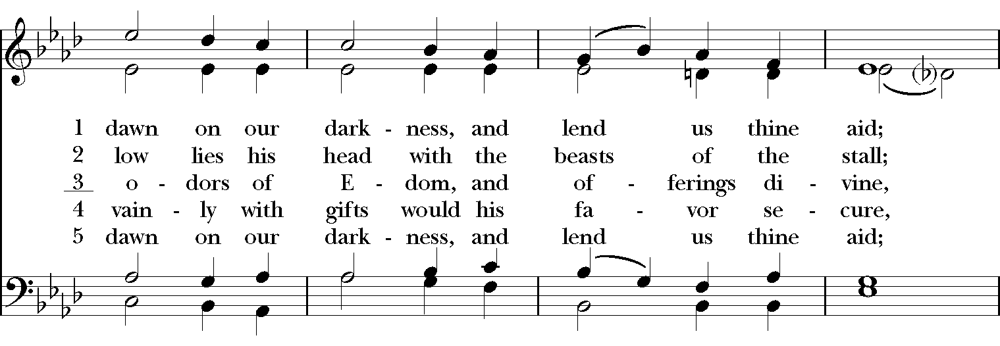 1 dawn on our dark - ness, and lend us thine aid;
2 low lies his head with the beasts of the stall;
3 o - dors of E - dom, and of - ferings di - vine,
4 vain - ly with gifts would his fa - vor se - cure,
5 dawn on our dark - ness, and lend us thine aid;